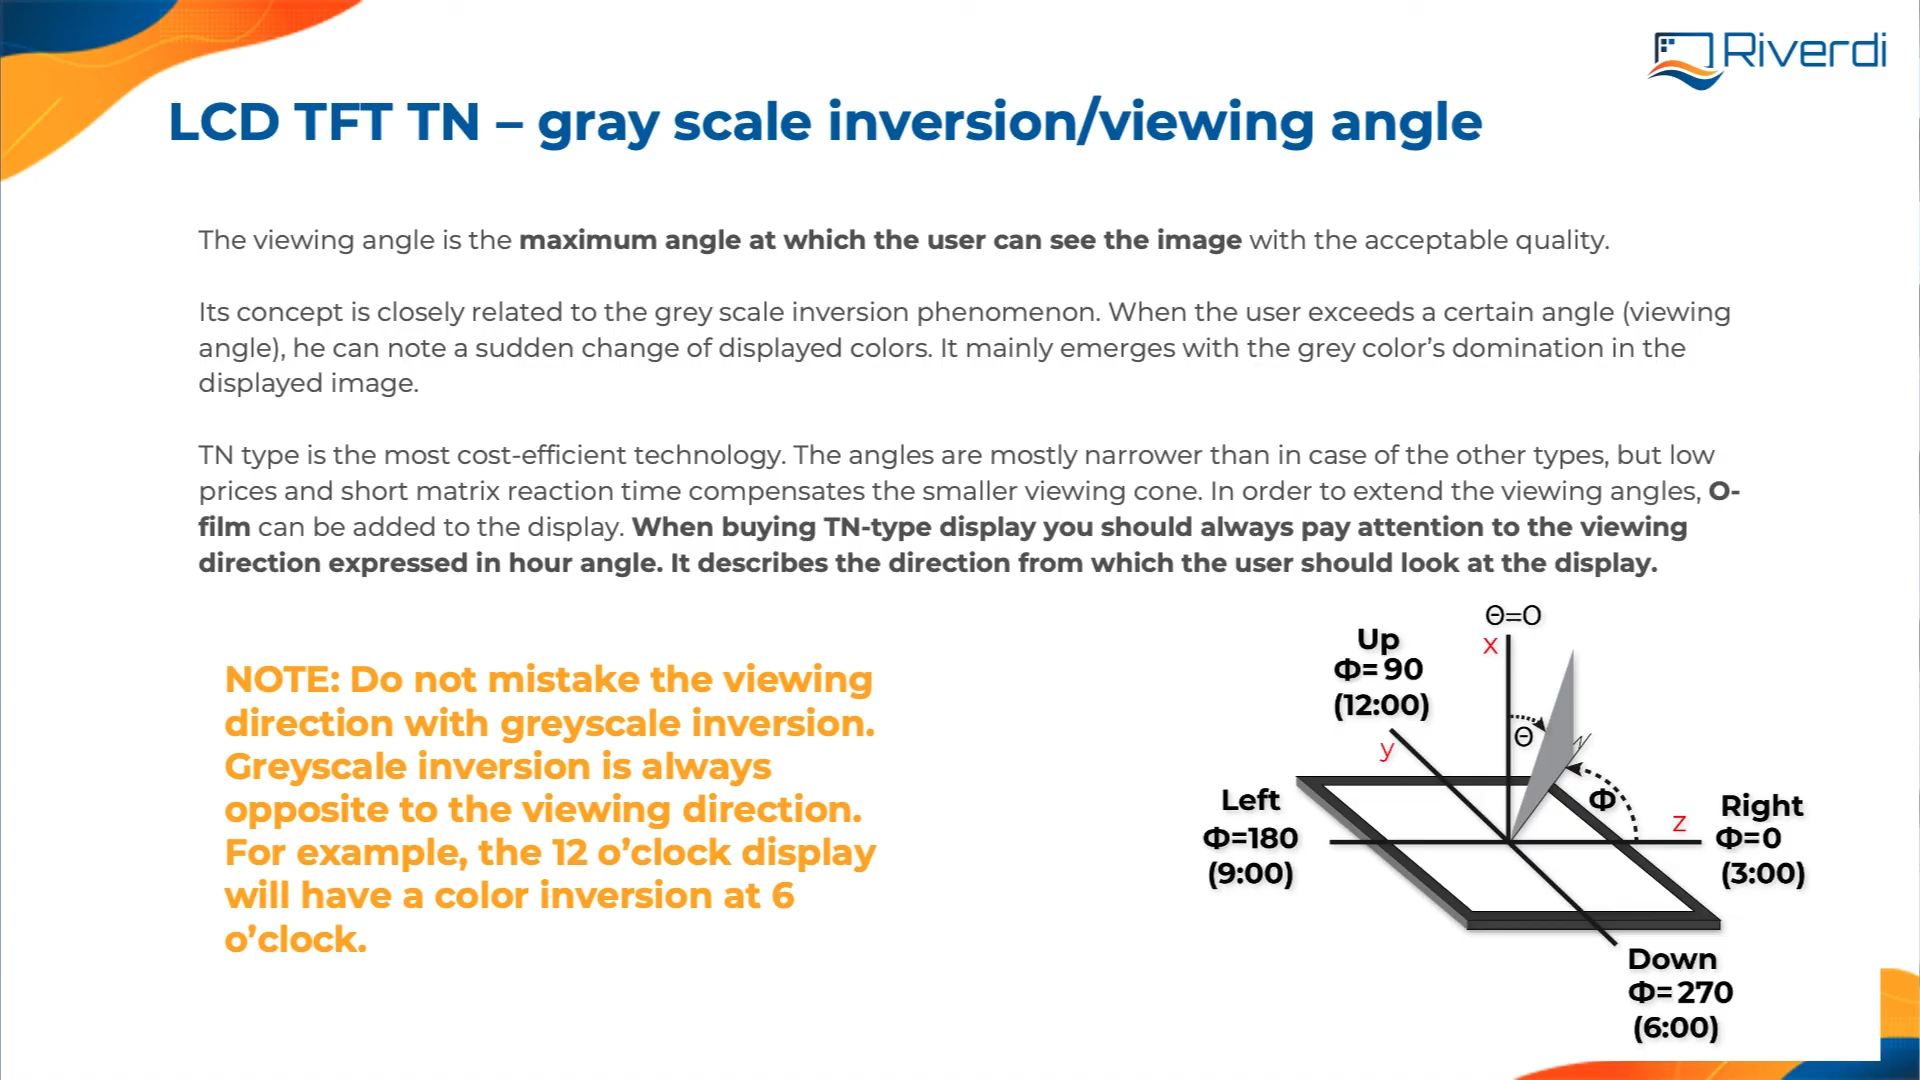 Riverdi
LCD TFT TN – gray scale inversion/viewing angle
The viewing angle is the maximum angle at which the user can see the image with the acceptable quality.
Its concept is closely related to the grey scale inversion phenomenon. When the user exceeds a certain angle (viewing
angle), he can note a sudden change of displayed colors. It mainly emerges with the grey color’s domination in the
displayed image.
TN type is the most cost-efficient technology. The angles are mostly narrower than in case of the other types, but low
prices and short matrix reaction time compensates the smaller viewing cone. In order to extend the viewing angles, O-
film can be added to the display. When buying TN-type display you should always pay attention to the viewing
direction expressed in hour angle. It describes the direction from which the user should look at the display.
NOTE: Do not mistake the viewing
direction with greyscale inversion.
Greyscale inversion is always
opposite to the viewing direction.
For example, the 12 o’clock display
will have a color inversion at 6
o’clock.
Θ=O
x
Up
Φ= 90
(12:00)
y
Θ
Φ
Left
Φ=180
(9:00)
z
Right
Φ=0
(3:00)
Down
Φ= 270
(6:00)